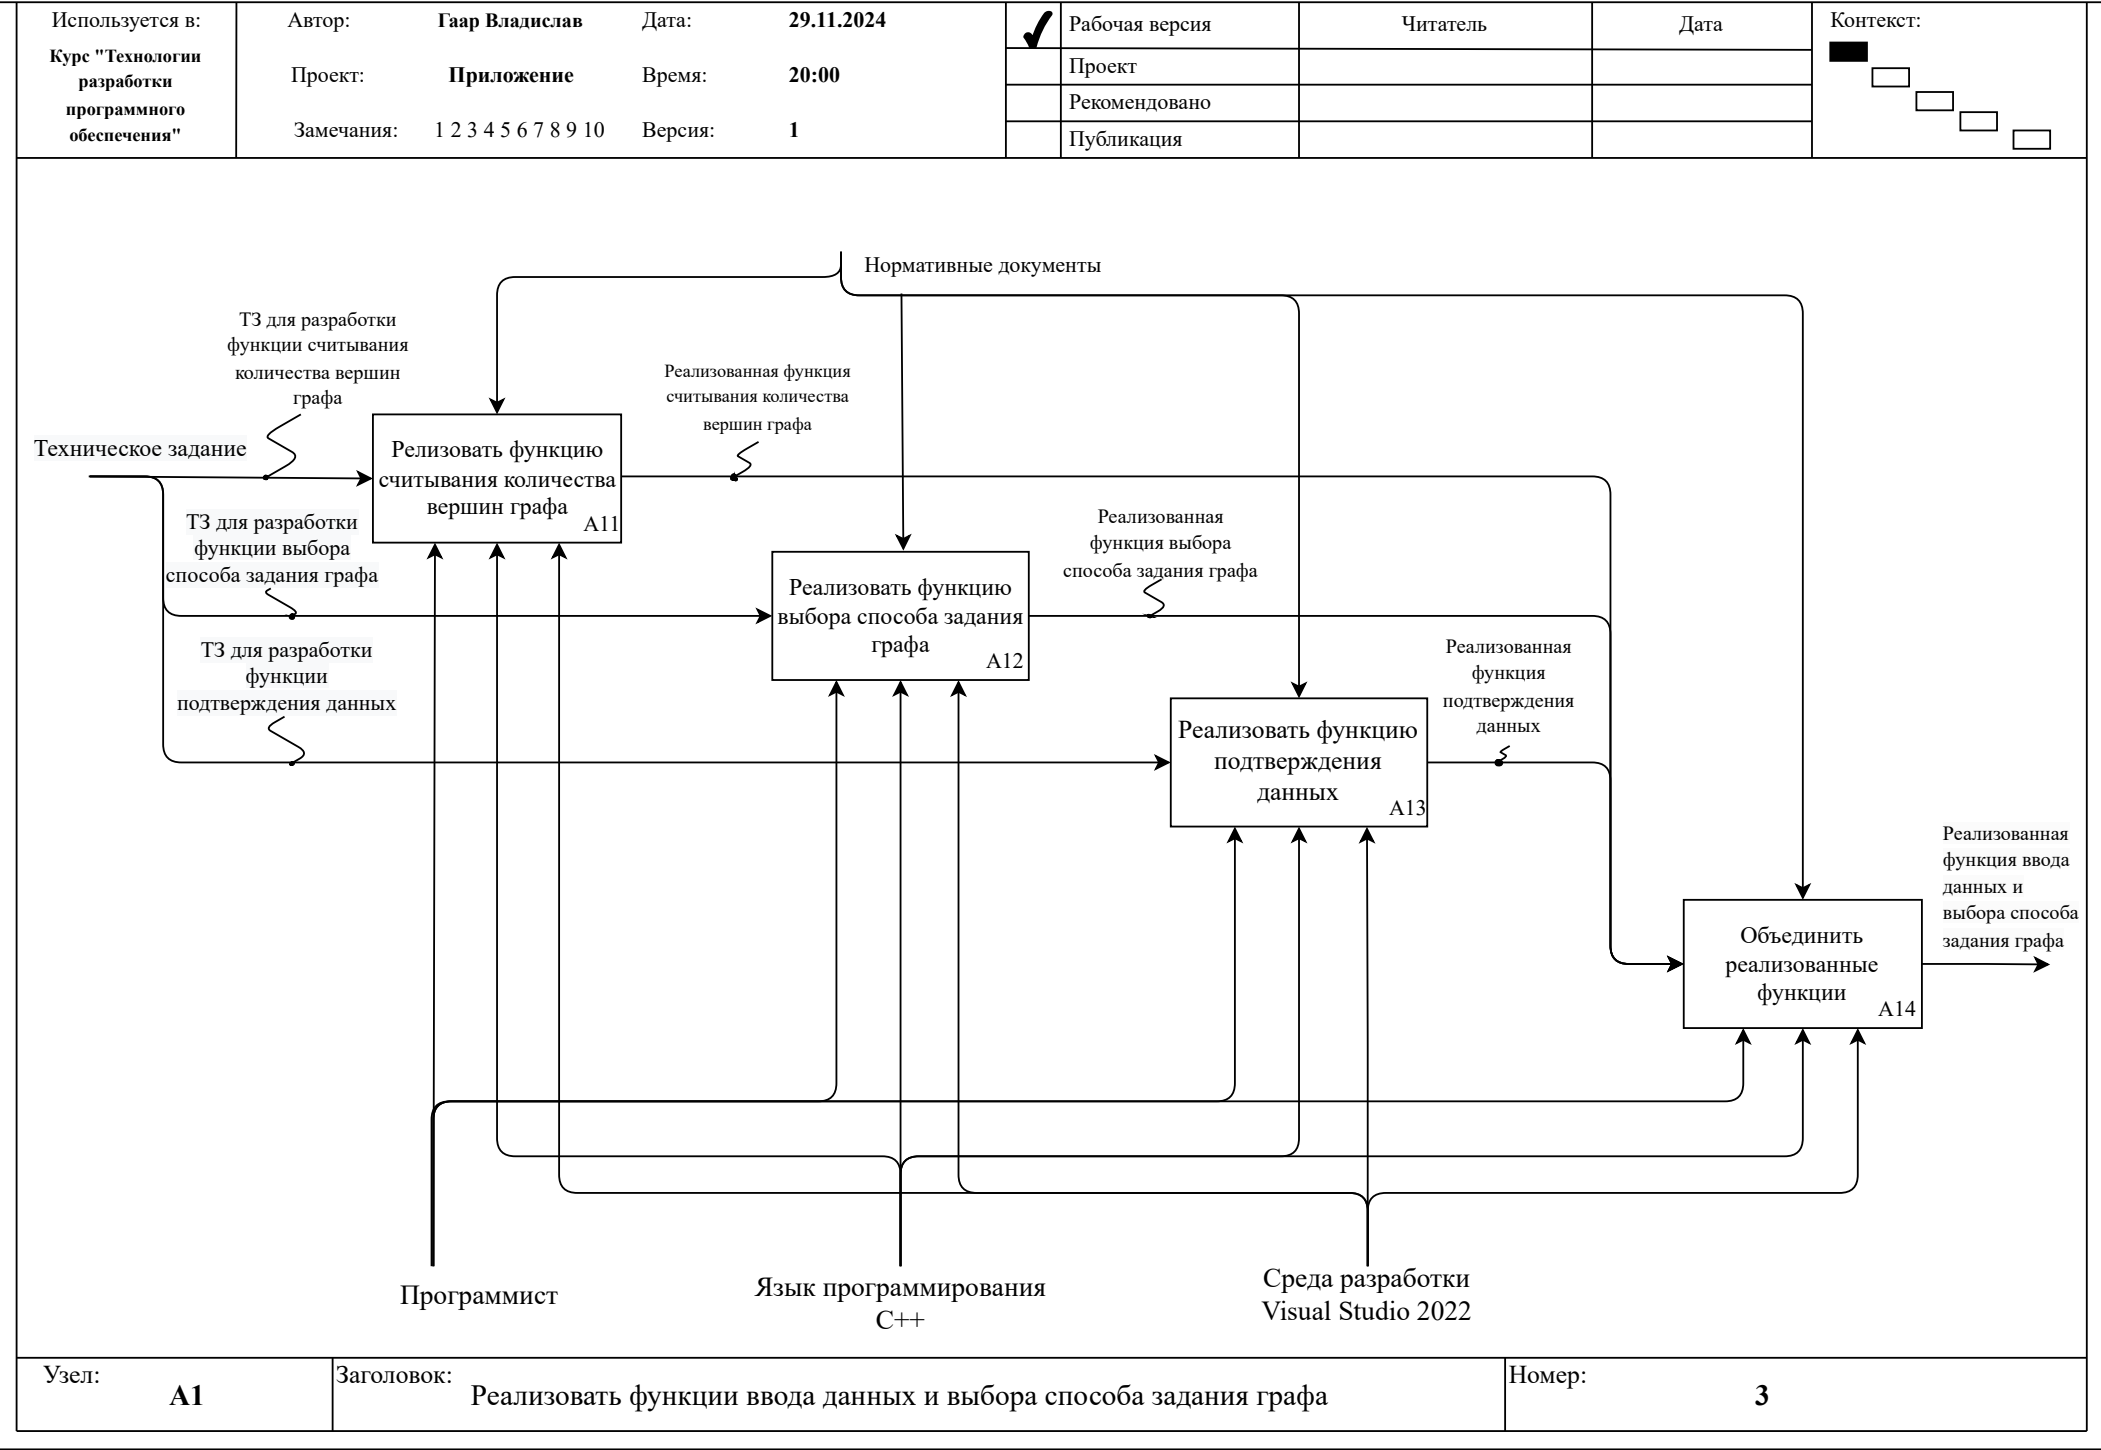 Используется в:
Курс "Технологии
разработки
программного
обеспечения"
Автор:
Гаар Владислав
Дата:
29.11.2024
Проект:
Приложение
Время:
20:00
Замечания:
1 2 3 4 5 6 7 8 9 10
Версия:
1
Рабочая версия
Читатель
Дата
Проект
Рекомендовано
Публикация
Контекст:
Нормативные документы
ТЗ для разработки
функции считывания
количества вершин
графа
Реализованная функция
считывания количества
вершин графа
Техническое задание
Релизовать функцию
считывания количества
вершин графа
А11
ТЗ для разработки
функции выбора
способа задания графа
Реализованная
функция выбора
способа задания графа
Реализовать функцию
выбора способа задания
графа
А12
ТЗ для разработки
функции
подтверждения данных
Реализованная
функция
подтверждения
данных
Реализовать функцию
подтверждения
данных
А13
Реализованная
функция ввода
данных и
выбора способа
задания графа
Объединить
реализованные
функции
А14
Программист
Язык программирования
С++
Среда разработки
Visual Studio 2022
Узел:
А1
Заголовок:
Реализовать функции ввода данных и выбора способа задания графа
Номер:
3